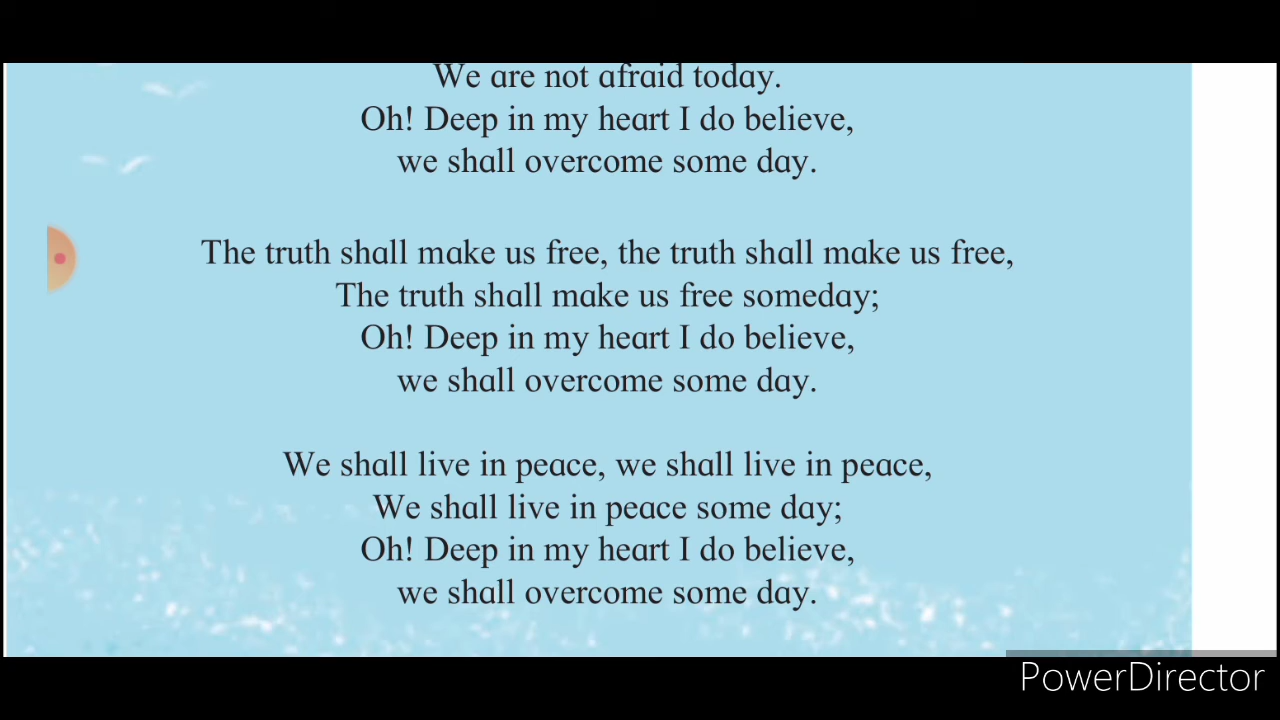 We are not afraid today.
Oh! Deep in my heart I do believe,
we shall overcome some day.
The truth shall make us free, the truth shall make us free,
The truth shall make us free someday;
Oh! Deep in my heart I do believe,
we shall overcome some day.
We shall live in peace, we shall live in peace,
We shall live in peace some day;
Oh! Deep in my heart I do believe,
we shall overcome some day.
PowerDirector